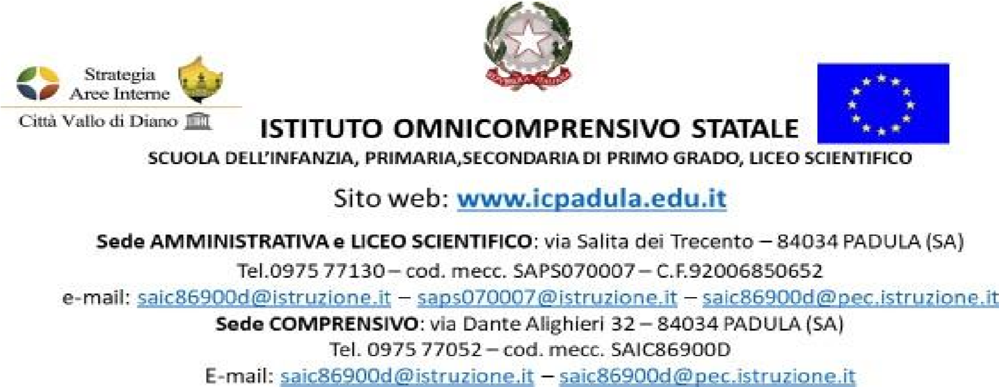 Strategia
Aree Interne
Città Vallo di Diano
REPVBBLICA ITALIANA
ISTITUTO OMNICOMPRENSIVO STATALE
SCUOLA DELL’INFANZIA, PRIMARIA,SECONDARIA DI PRIMO GRADO, LICEO SCIENTIFICO
Sito web: www.icpadula.edu.it
Sede AMMINISTRATIVA e LICEO SCIENTIFICO: via Salita dei Trecento – 84034 PADULA (SA)
Tel.0975 77130 – cod. mecc. SAPS070007 – C.F.92006850652
e-mail: saic86900d@istruzione.it – saps070007@istruzione.it – saic86900d@pec.istruzione.it
Sede COMPRENSIVO: via Dante Alighieri 32 – 84034 PADULA (SA)
Tel. 0975 77052 – cod. mecc. SAIC86900D
E-mail: saic86900d@istruzione.it – saic86900d@pec.istruzione.it